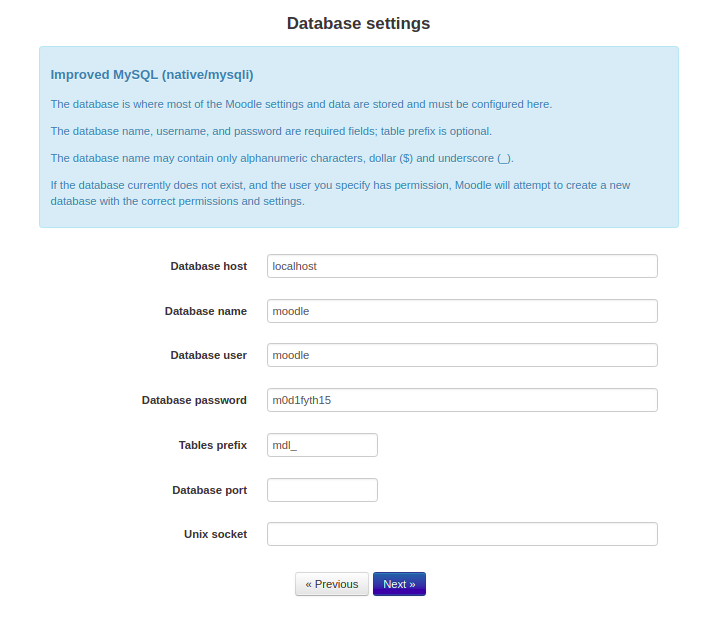 Database settings
Improved MySQL (native/mysqli)
The database is where most of the Moodle settings and data are stored and must be configured here.
The database name, username, and password are required fields; table prefix is optional.
The database name may contain only alphanumeric characters, dollar ($) and underscore (_).
If the database currently does not exist, and the user you specify has permission, Moodle will attempt to create a new
database with the correct permissions and settings.
Database host localhost
Database name moodle
Database user moodle
Database password m0d1fyth15
Tables prefix mdl_
Database port
Unix socket
« Previous Next »